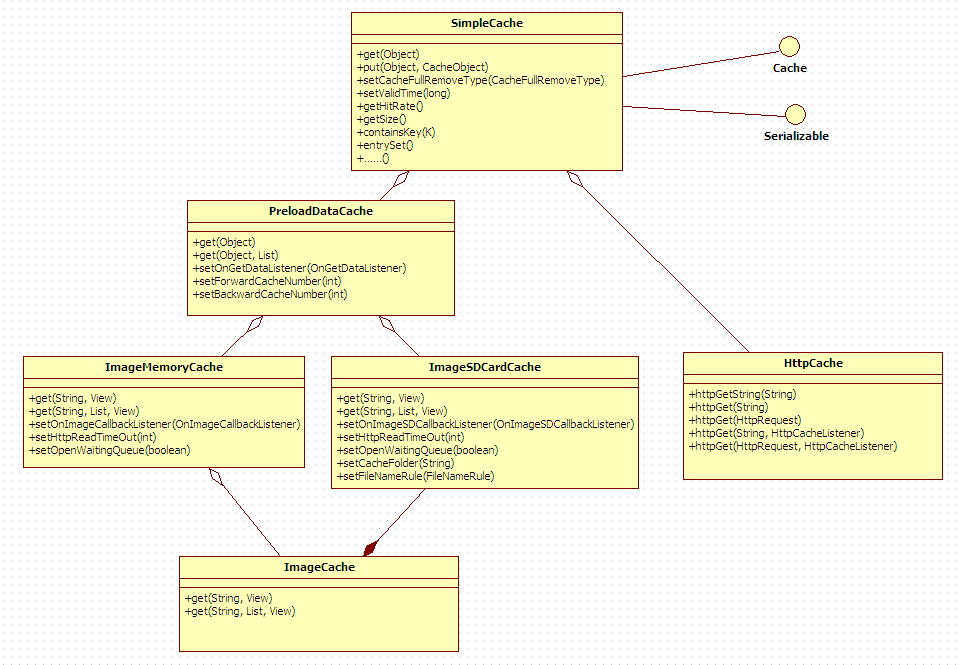 SimpleCache
+get(Object)
+put(Object, CacheObject)
+setCacheFullRemoveType(CacheFullRemoveType)
+setValidTime(long)
+getHitRate()
+getSize()
+containsKey(K)
+entrySet()
+......()
Cache
Serializable
PreloadDataCache
+get(Object)
+get(Object, List)
+setOnGetDataListener(OnGetDataListener)
+setForwardCacheNumber(int)
+setBackwardCacheNumber(int)
ImageMemoryCache
+get(String, View)
+get(String, List, View)
+setOnImageCallbackListener(OnImageCallbackListener)
+setHttpReadTimeOut(int)
+setOpenWaitingQueue(boolean)
ImageSDCardCache
+get(String, View)
+get(String, List, View)
+setOnImageSDCallbackListener(OnImageSDCallbackListener)
+setHttpReadTimeOut(int)
+setOpenWaitingQueue(boolean)
+setCacheFolder(String)
+setFileNameRule(FileNameRule)
HttpCache
+httpGetString(String)
+httpGet(String)
+httpGet(HttpRequest)
+httpGet(String, HttpCacheListener)
+httpGet(HttpRequest, HttpCacheListener)
ImageCache
+get(String, View)
+get(String, List, View)